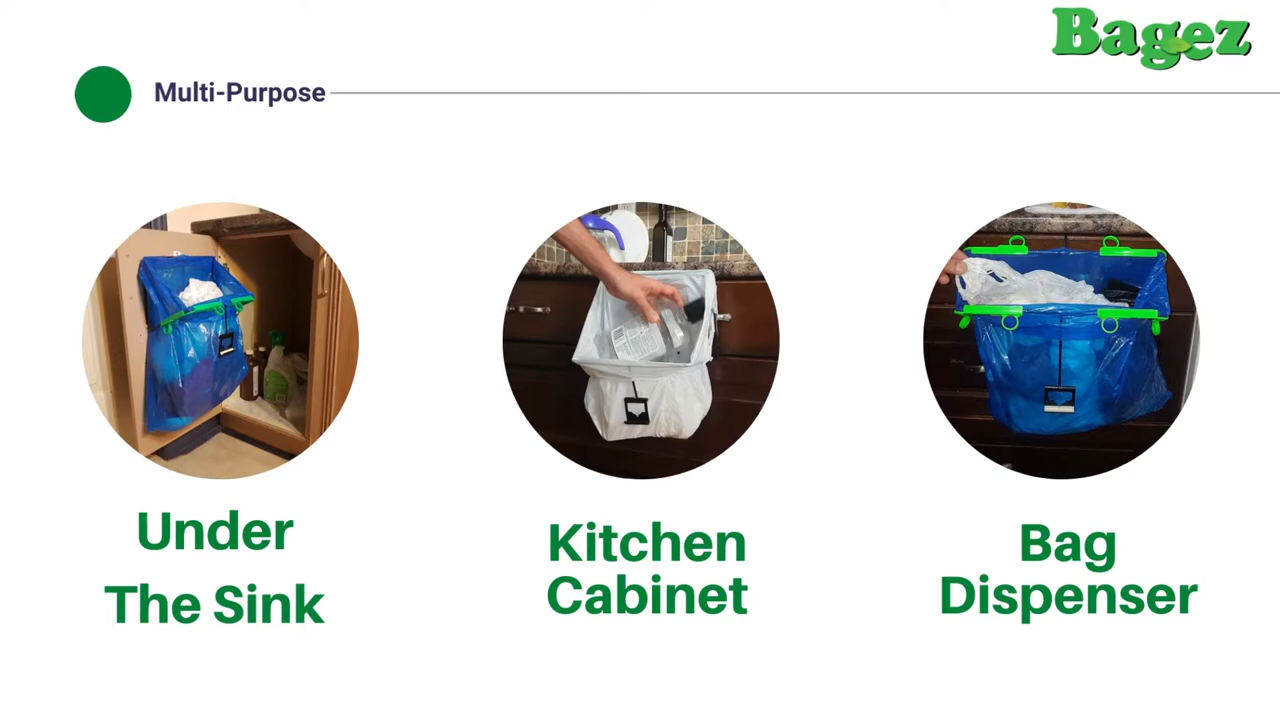 Bagez
Multi-Purpose
Under
The Sink
Kitchen
Cabinet
Bag
Dispenser